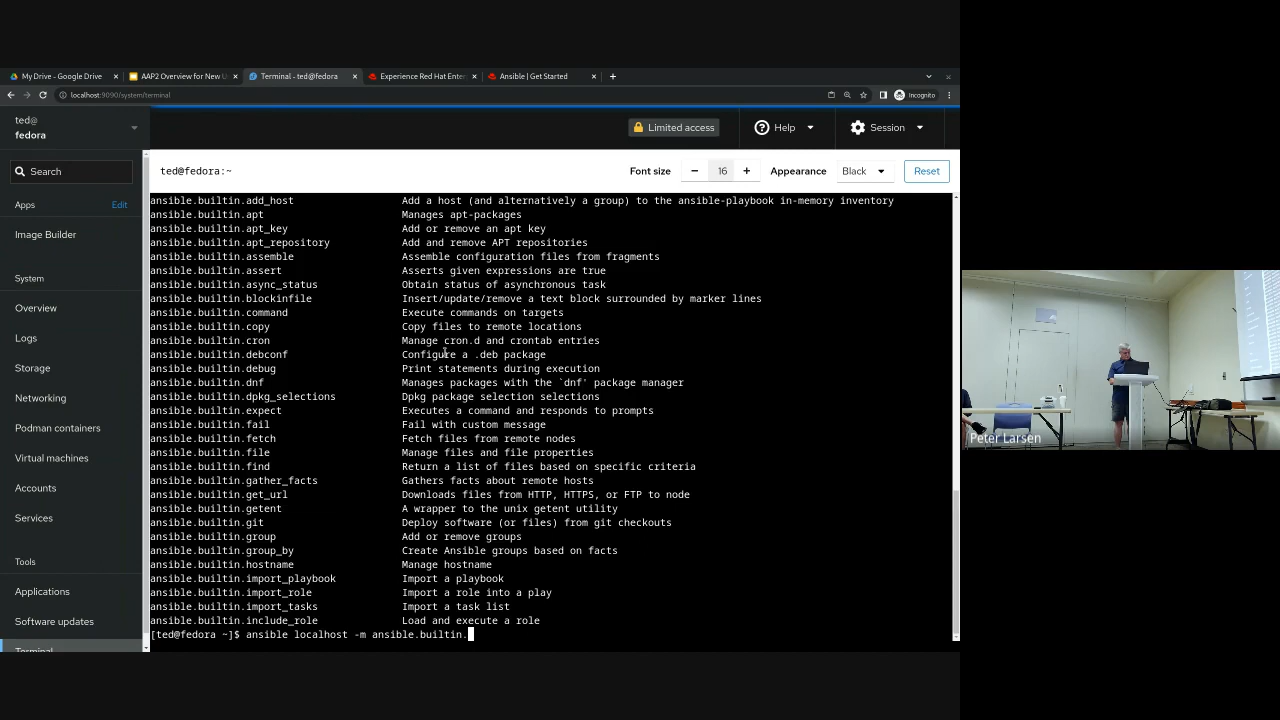 My Drive - Google Drive
AAP2 Overview for New U
Terminal - ted@fedora
Experience Red Hat Enter
Ansible | Get Started
localhost:9090/system/terminal
Incognito
ted@
fedora
Limited access
Help
Session
Search
ted@fedora:~
Font size
16
Appearance
Black
Reset
Apps
Edit
Image Builder
System
Overview
Logs
Storage
Networking
Podman containers
Virtual machines
Accounts
Services
Tools
Applications
Software updates
Terminal
ansible.builtin.add_host Add a host (and alternatively a group) to the ansible-playbook in-memory inventory
ansible.builtin.apt Manages apt-packages
ansible.builtin.apt_key Add or remove an apt key
ansible.builtin.apt_repository Add and remove APT repositories
ansible.builtin.assemble Assemble configuration files from fragments
ansible.builtin.assert Asserts given expressions are true
ansible.builtin.async_status Obtain status of asynchronous task
ansible.builtin.blockinfile Insert/update/remove a text block surrounded by marker lines
ansible.builtin.command Execute commands on targets
ansible.builtin.copy Copy files to remote locations
ansible.builtin.cron Manage cron.d and crontab entries
ansible.builtin.debconf Configure a .deb package
ansible.builtin.debug Print statements during execution
ansible.builtin.dnf Manages packages with the `dnf' package manager
ansible.builtin.dpkg_selections Dpkg package selection selections
ansible.builtin.expect Executes a command and responds to prompts
ansible.builtin.fail Fail with custom message
ansible.builtin.fetch Fetch files from remote nodes
ansible.builtin.file Manage files and file properties
ansible.builtin.find Return a list of files based on specific criteria
ansible.builtin.gather_facts Gathers facts about remote hosts
ansible.builtin.get_url Downloads files from HTTP, HTTPS, or FTP to node
ansible.builtin.getent A wrapper to the unix getent utility
ansible.builtin.git Deploy software (or files) from git checkouts
ansible.builtin.group Add or remove groups
ansible.builtin.group_by Create Ansible groups based on facts
ansible.builtin.hostname Manage hostname
ansible.builtin.import_playbook Import a playbook
ansible.builtin.import_role Import a role into a play
ansible.builtin.import_tasks Import a task list
ansible.builtin.include_role Load and execute a role
[ted@fedora ~]$ ansible localhost -m ansible.builtin.
Peter Larsen